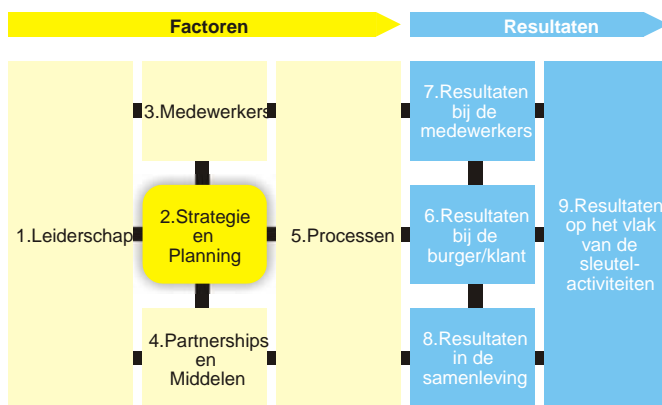 Factoren
Resultaten
1.Leiderschap
3.Medewerkers
2.Strategie
en
Planning
4.Partnerships
en
Middelen
5.Processen
7.Resultaten
bij de
medewerkers
6.Resultaten
bij de
burger/klant
8.Resultaten
in de
samenleving
9.Resultaten
op het vlak
van de
sleutel-
activiteiten